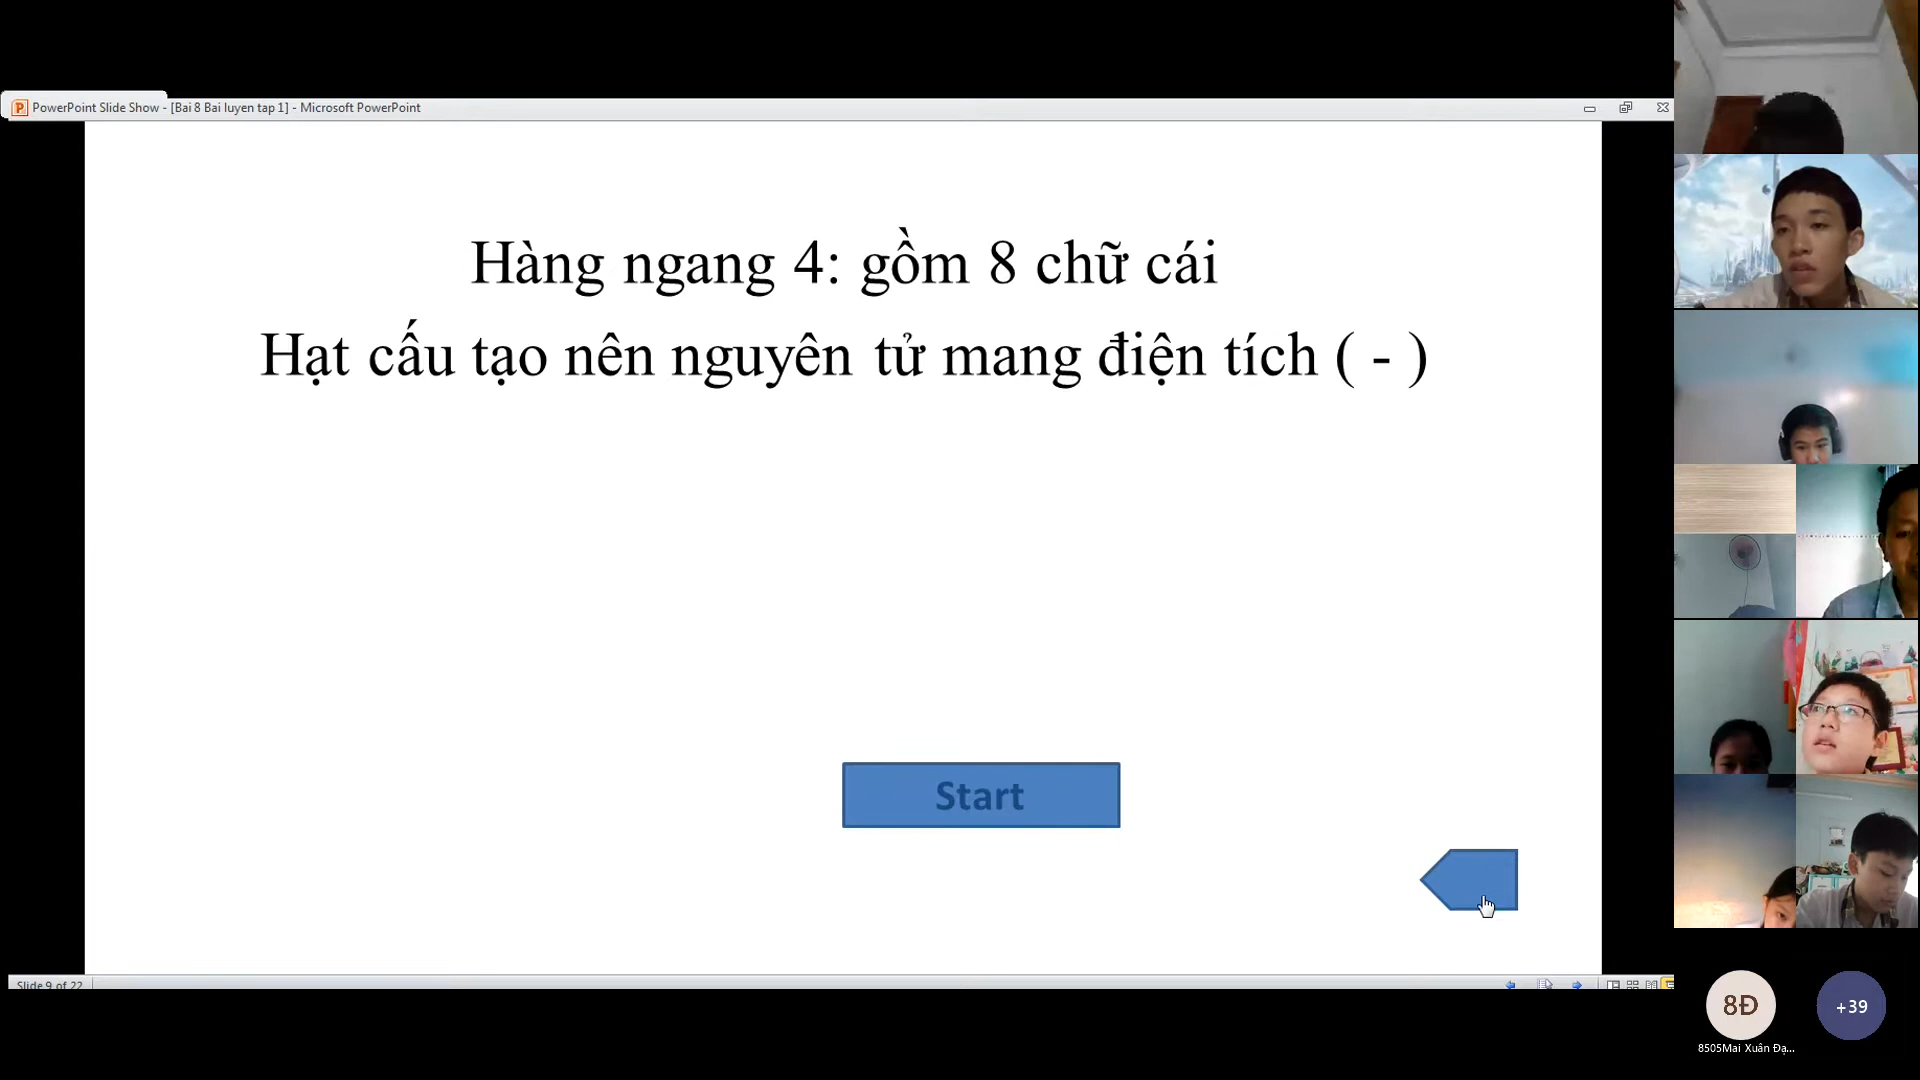 PowerPoint Slide Show - [Bai 8 Bai luyen tap 1] - Microsoft PowerPoint
Hàng ngang 4: gồm 8 chữ cái
Hạt cấu tạo nên nguyên tử mang điện tích ( - )
Start
Slide 9 of 22
8Đ
+39
8505Mai Xuân Đạ...